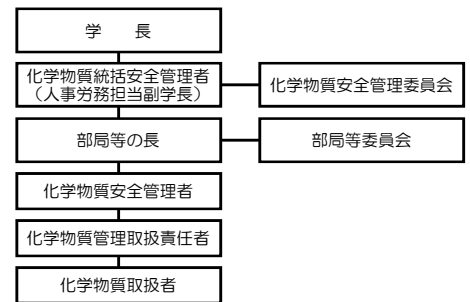 学　　長
化学物質統括安全管理者
（人事労務担当副学長）
化学物質安全管理委員会
部局等の長
部局等委員会
化学物質安全管理者
化学物質管理取扱責任者
化学物質取扱者